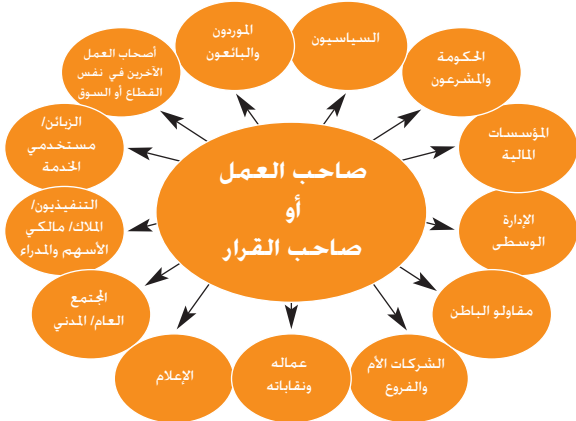 صاحب العمل
أو
صاحب القرار
السياسيون
الحكومة
والمشرعون
المؤسسات
المالية
الإدارة
الوسطى
مقاولو الباطن
الشركات الأم
والفروع
عماله
ونقاباته
الإعلام
المجتمع
العام/ المدني
التنفيذيون/
الملاك/ مالكي
الأسهم والمدراء
الزبائن/
مستخدمي
الخدمة
أصحاب العمل
الآخرين في نفس
القطاع أو السوق
الموردون
والبائعون